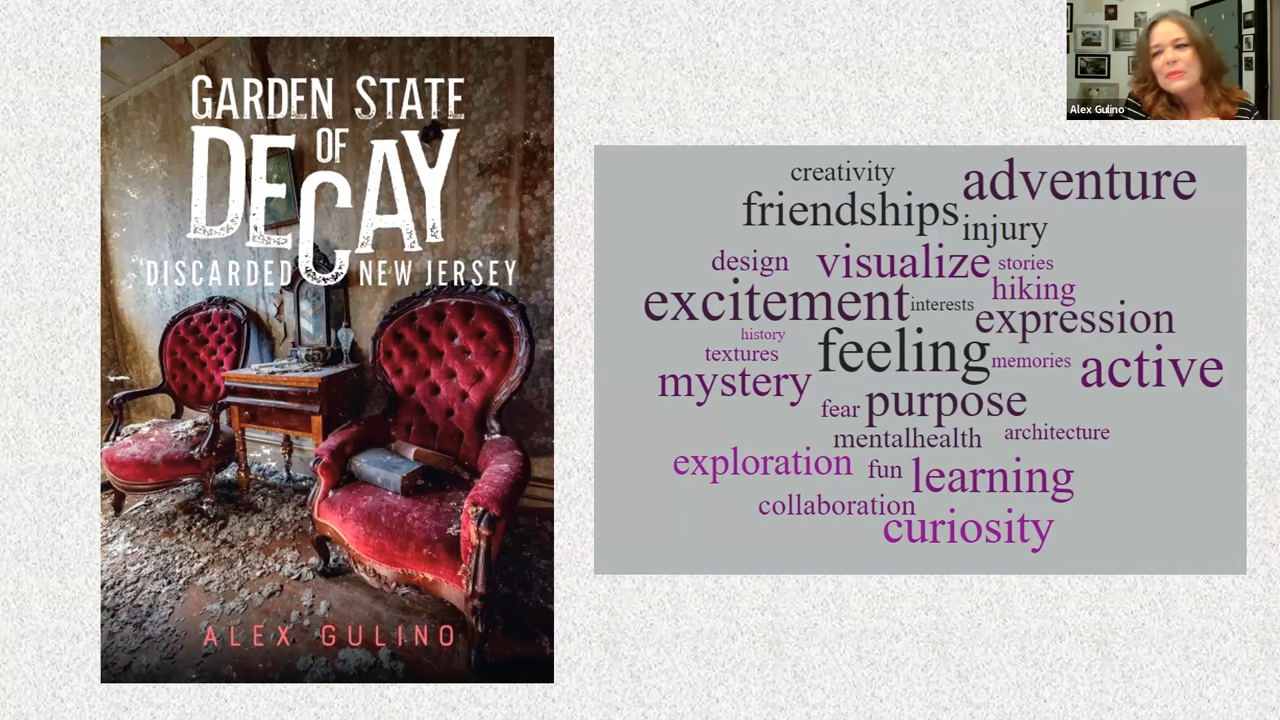 GARDEN STATE
OF
DECAY
DISCARDED NEW JERSEY
ALEX GULINO
Alex Gulino
creativity
adventure
friendships
injury
design
visualize
stories
hiking
excitement
interests
expression
history
feeling
textures
memories
active
mystery
fear
purpose
mentalhealth
architecture
exploration
fun
learning
collaboration
curiosity